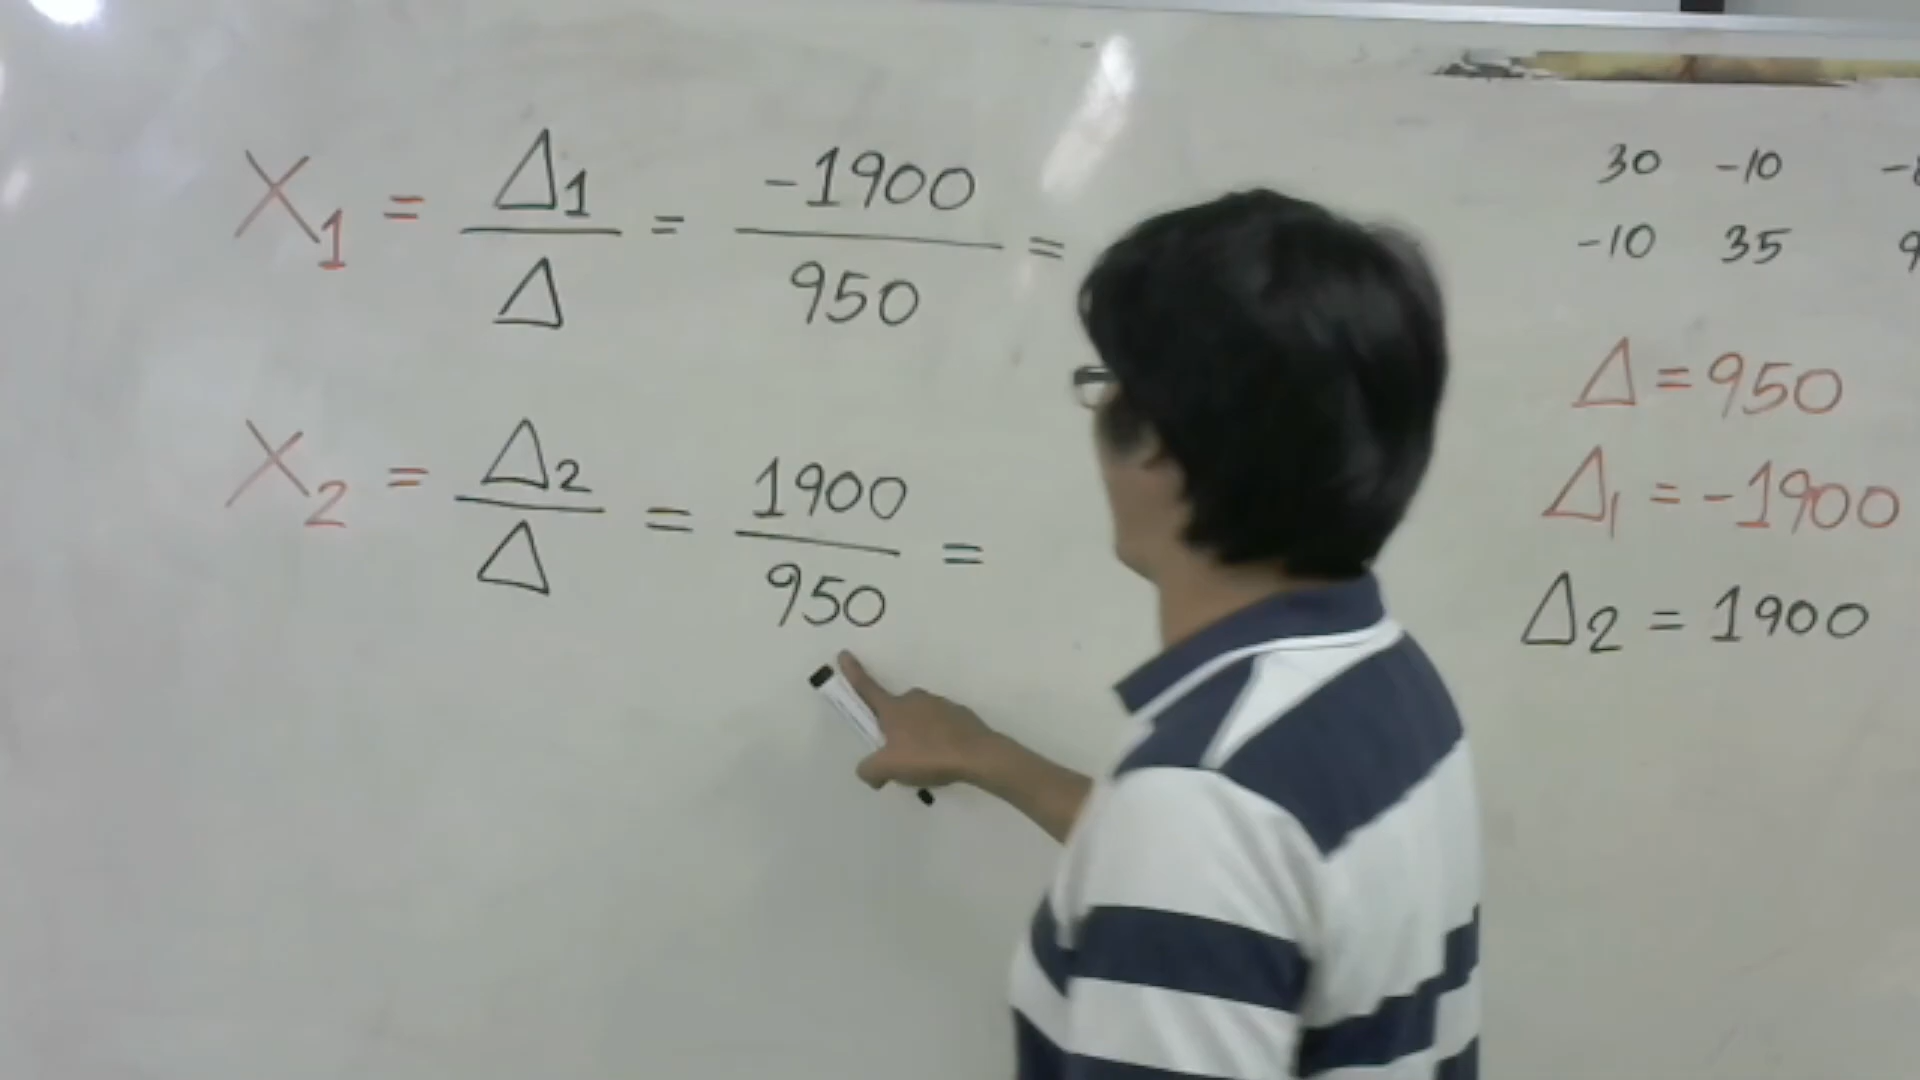 X₁ = Δ1/Δ = -1900/950 =
X₂ = Δ2/Δ = 1900/950 =
30 -10
-10 35
Δ = 950
Δ₁ = -1900
Δ2 = 1900